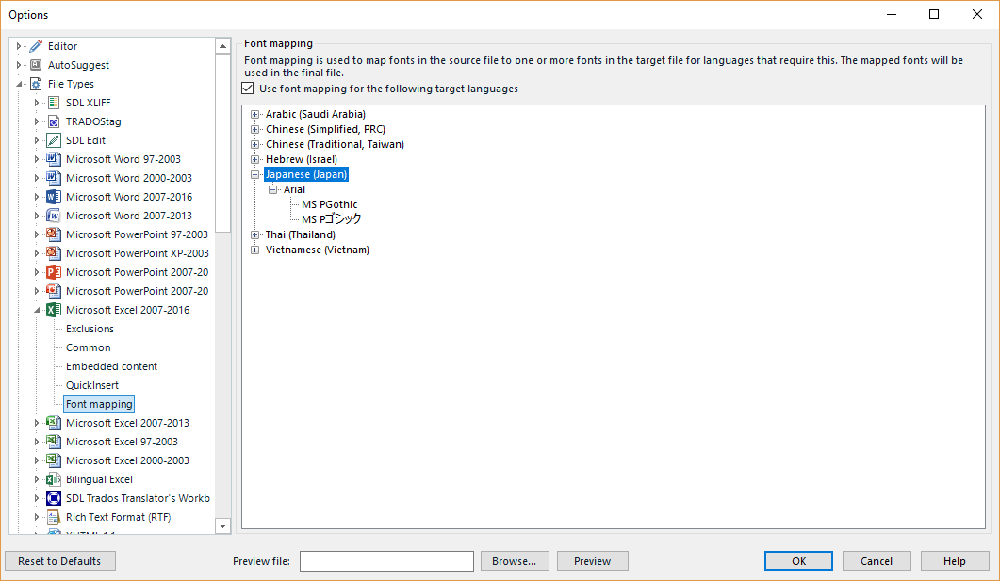 Options
Editor
AutoSuggest
File Types
SDL XLIFF
TRADOStag
SDL Edit
Microsoft Word 97-2003
Microsoft Word 2000-2003
Microsoft Word 2007-2016
Microsoft Word 2007-2013
Microsoft PowerPoint 97-2003
Microsoft PowerPoint XP-2003
Microsoft PowerPoint 2007-20
Microsoft PowerPoint 2007-20
Microsoft Excel 2007-2016
Exclusions
Common
Embedded content
QuickInsert
Font mapping
Microsoft Excel 2007-2013
Microsoft Excel 97-2003
Microsoft Excel 2000-2003
Bilingual Excel
SDL Trados Translator's Workb
Rich Text Format (RTF)
Font mapping
Font mapping is used to map fonts in the source file to one or more fonts in the target file for languages that require this. The mapped fonts will be
used in the final file.
Use font mapping for the following target languages
Arabic (Saudi Arabia)
Chinese (Simplified, PRC)
Chinese (Traditional, Taiwan)
Hebrew (Israel)
Japanese (Japan)
Arial
MS PGothic
MS Pゴシック
Thai (Thailand)
Vietnamese (Vietnam)
Reset to Defaults
Preview file:
Browse...
Preview
OK
Cancel
Help